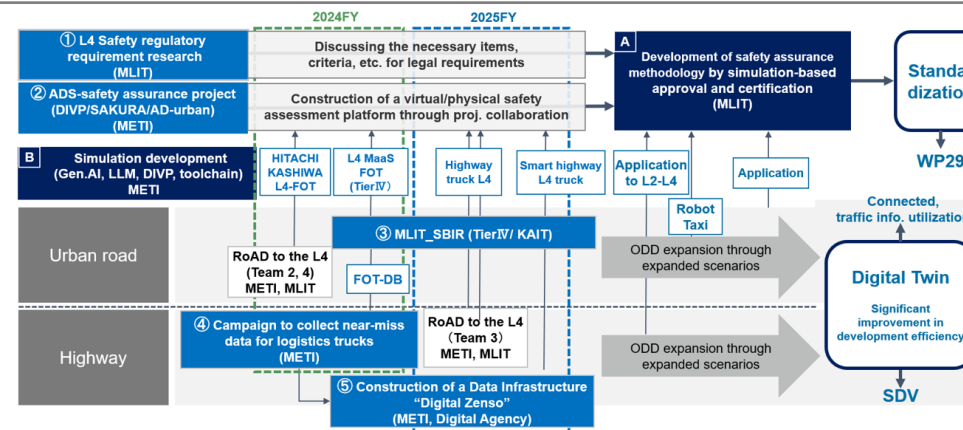 2024FY
2025FY
① L4 Safety regulatory
requirement research
(MLIT)
Discussing the necessary items,
criteria, etc. for legal requirements
A
Development of safety assurance
methodology by simulation-based
approval and certification
(MLIT)
Standa
dization
WP29
② ADS-safety assurance project
(DIVP/SAKURA/AD-urban)
(METI)
Construction of a virtual/physical safety
assessment platform through proj. collaboration
B
Simulation development
(Gen.AI, LLM, DIVP, toolchain)
METI
HITACHI
KASHIWA
L4-FOT
L4 MaaS
FOT
(TierⅣ)
Highway
truck L4
Smart highway
L4 truck
Application
to L2-L4
Robot
Taxi
Application
Connected,
traffic info. utilization
Urban road
③ MLIT_SBIR (TierⅣ/ KAIT)
RoAD to the L4
(Team 2, 4)
METI, MLIT
FOT-DB
ODD expansion through
expanded scenarios
Digital Twin
Significant
improvement in
development efficiency
SDV
Highway
④ Campaign to collect near-miss
data for logistics trucks
(METI)
RoAD to the L4
(Team 3)
METI, MLIT
ODD expansion through
expanded scenarios
⑤ Construction of a Data Infrastructure
“Digital Zenso”
(METI, Digital Agency)